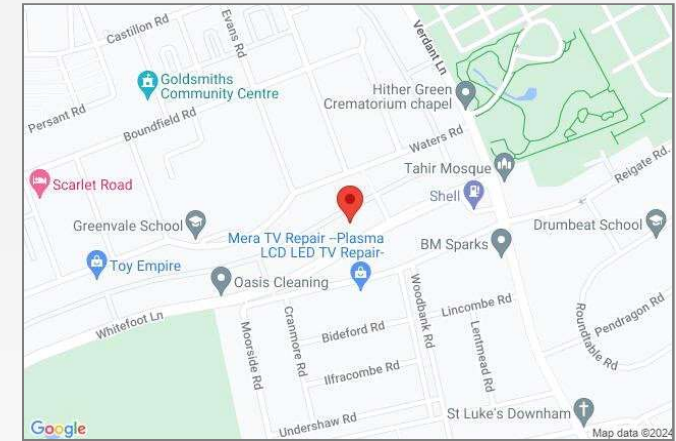 Castillon Rd
Evans Rd
Verdant Ln
Goldsmiths
Community Centre
Hither Green
Crematorium chapel
Persant Rd
Boundfield Rd
Waters Rd
Tahir Mosque
Reigate Rd.
Scarlet Road
Shell
Greenvale School
Mera TV Repair –Plasma
LCD LED TV Repair-
BM Sparks
Drumbeat School
Toy Empire
Oasis Cleaning
Whitefoot Ln
Moorside Rd
Cranmore Rd
Bideford Rd
Woodbank Rd
Lincombe Rd
Lentmead Rd
Roundtable Rd
Pendragon Rd
Ilfracombe Rd
Undershaw Rd
St Luke's Downham
Google
Map data ©2024